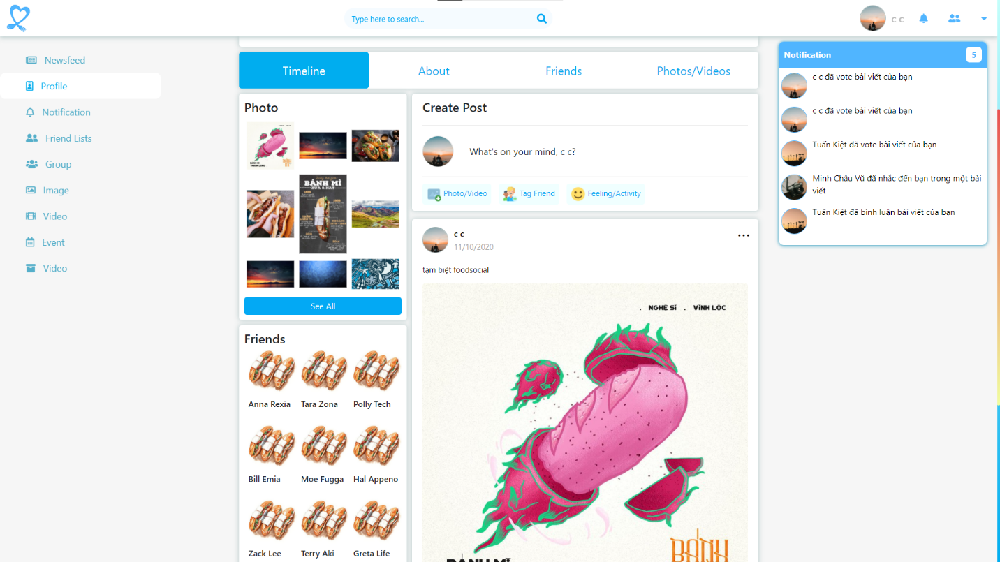 Type here to search...
c c
Newsfeed
Profile
Notification
Friend Lists
Group
Image
Video
Event
Video
Timeline
About
Friends
Photos/Videos
Photo
BÁNH MÌ
XƯA & NAY
See All
Friends
Anna Rexia
Tara Zona
Polly Tech
Bill Emia
Moe Fugga
Hal Appeno
Zack Lee
Terry Aki
Greta Life
Create Post
What's on your mind, c c?
Photo/Video
Tag Friend
Feeling/Activity
c c
11/10/2020
tạm biệt foodsocial
. NGHỆ SĨ . VĨNH LỘC
BÁNH
BÁNH MÌ
Notification
5
c c đã vote bài viết của bạn
c c đã vote bài viết của bạn
Tuấn Kiệt đã vote bài viết của bạn
Minh Châu Vũ đã nhắc đến bạn trong một bài
viết
Tuấn Kiệt đã bình luận bài viết của bạn